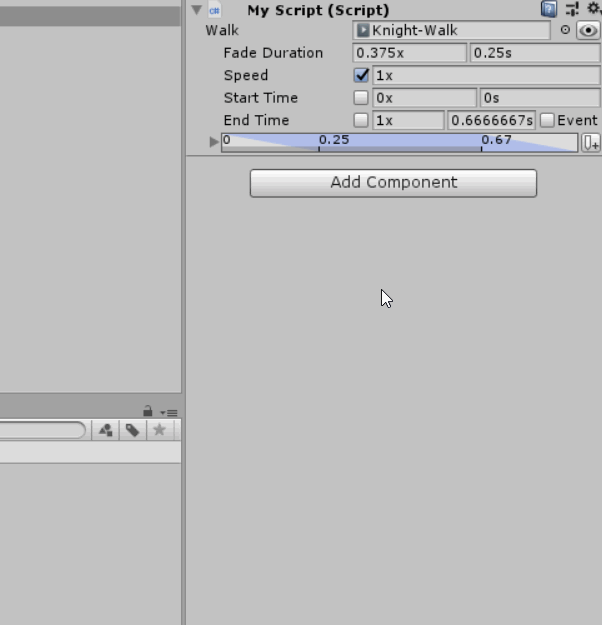 My Script (Script)
Walk Knight-Walk
Fade Duration 0.375x 0.25s
Speed 1x
Start Time 0x 0s
End Time 1x 0.6666667s Event
0 0.25 0.67
Add Component